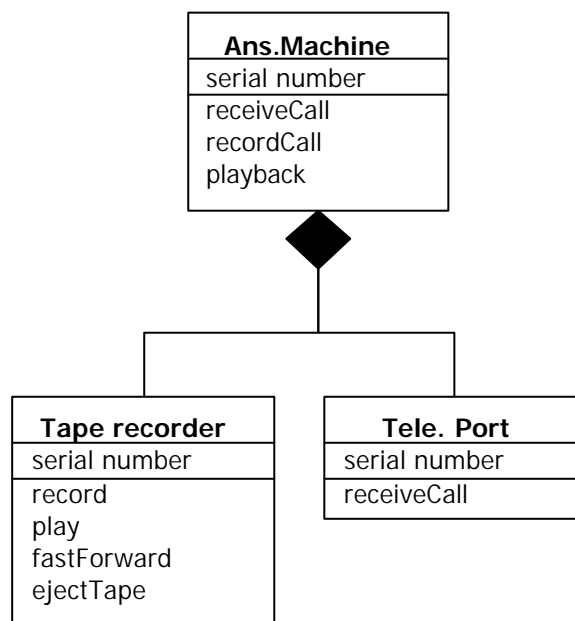 Ans.Machine
serial number
receiveCall
recordCall
playback
Tape recorder
serial number
record
play
fastForward
ejectTape
Tele. Port
serial number
receiveCall